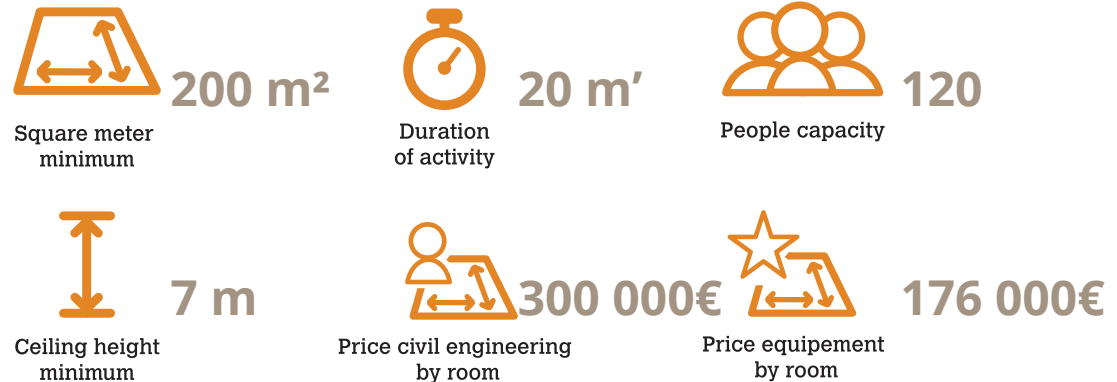 200 m²
Square meter
minimum
20 m’
Duration
of activity
120
People capacity
7 m
Ceiling height
minimum
300 000€
Price civil engineering
by room
176 000€
Price equipement
by room